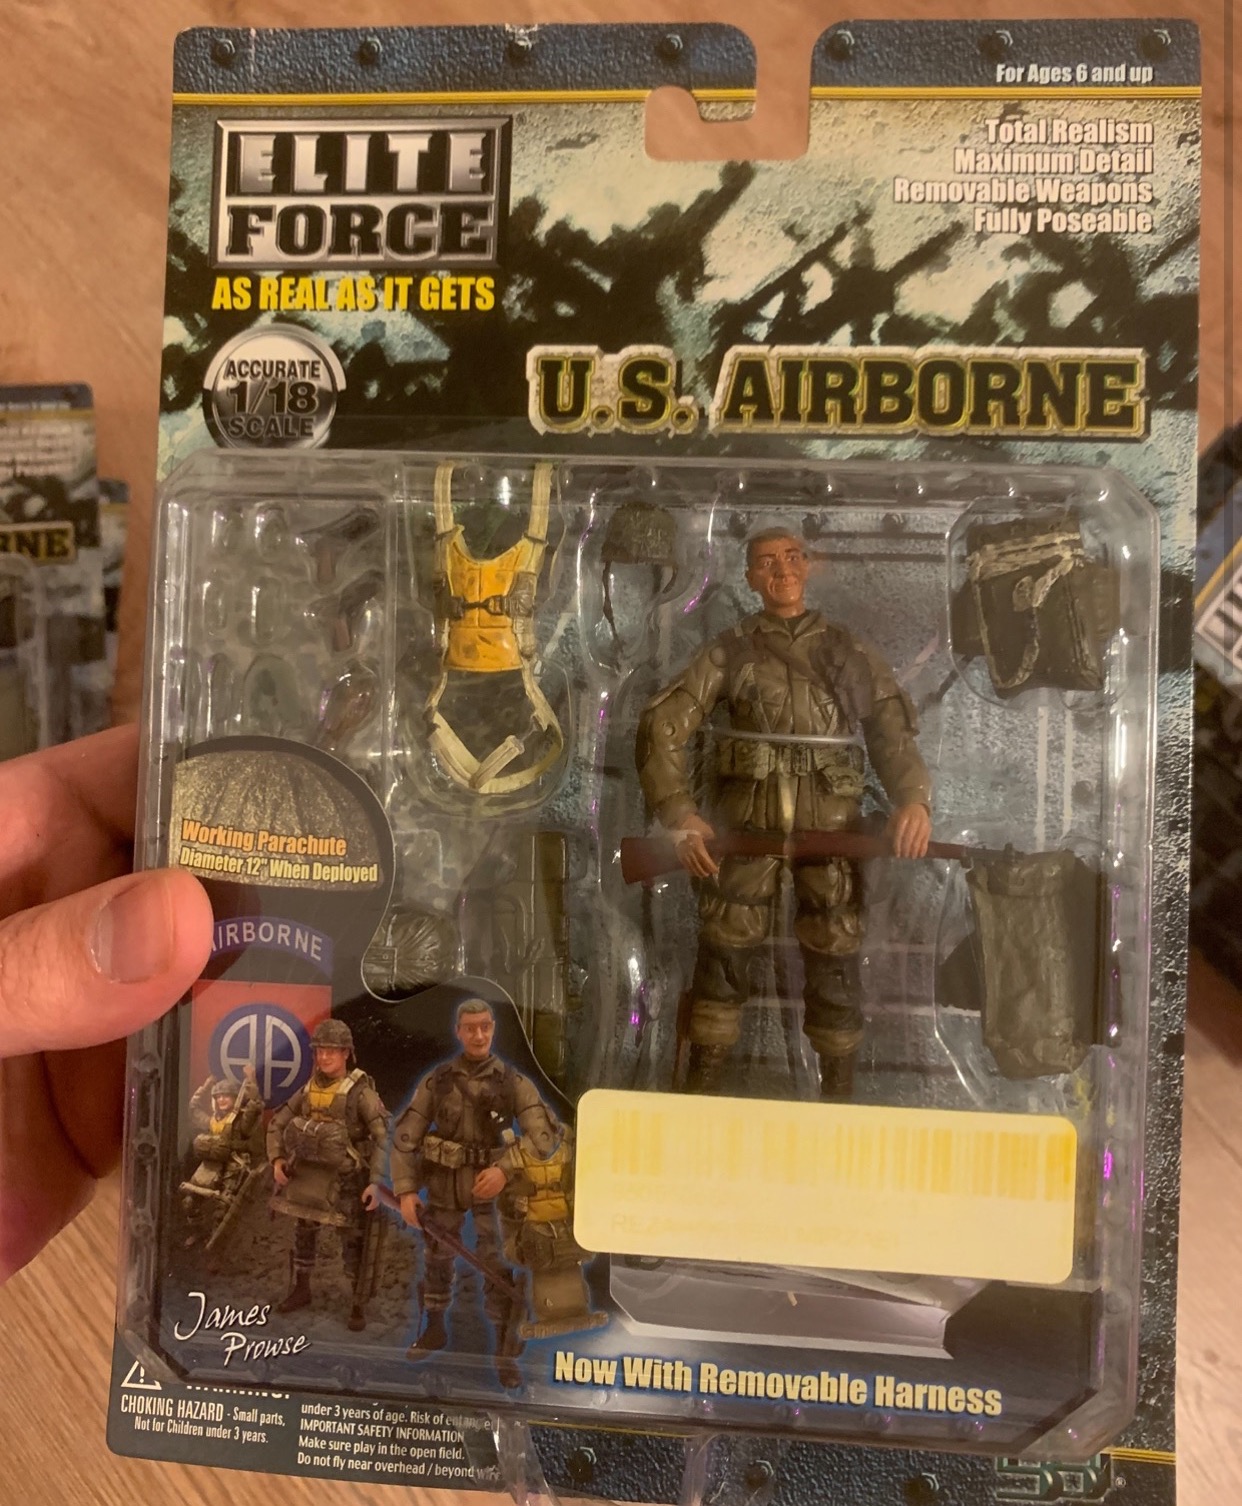 For Ages 6 and up
ELITE
FORCE
AS REAL AS IT GETS
Total Realism
Maximum Detail
Removable Weapons
Fully Poseable
ACCURATE
1/18
SCALE
U.S. AIRBORNE
Working Parachute
Diameter 12" When Deployed
AIRBORNE
AA
James
Prowse
Now With Removable Harness
CHOKING HAZARD - Small parts,
Not for Children under 3 years.
under 3 years of age. Risk of
IMPORTANT SAFETY INFORMATION
Make sure play in the open field.
Do not fly near overhead / beyond